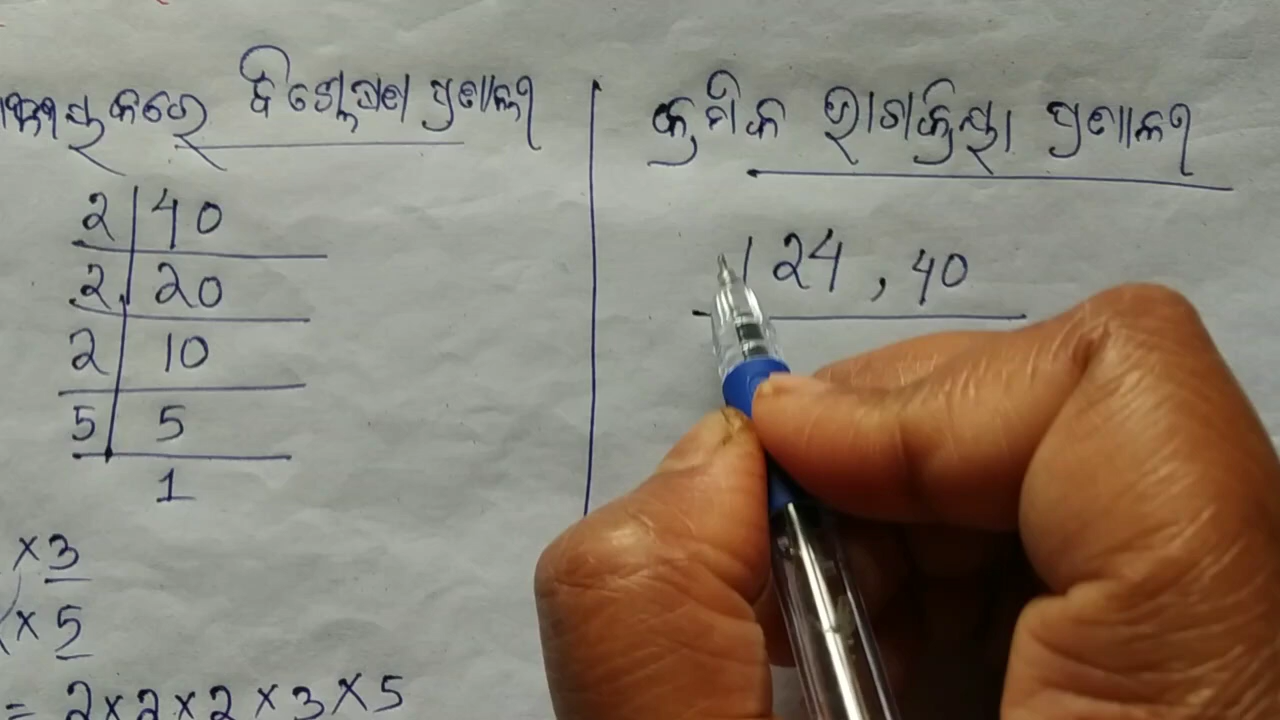 କରେ ବିଶ୍ଳେଷଣ ପ୍ରଣାଳୀ
2 | 40
2 | 20
2 | 10
5 | 5
1
× 3
× 5
= 2 × 2 × 2 × 3 × 5
କ୍ରମିକ ଭାଗକ୍ରିୟା ପ୍ରଣାଳୀ
| 24 , 40